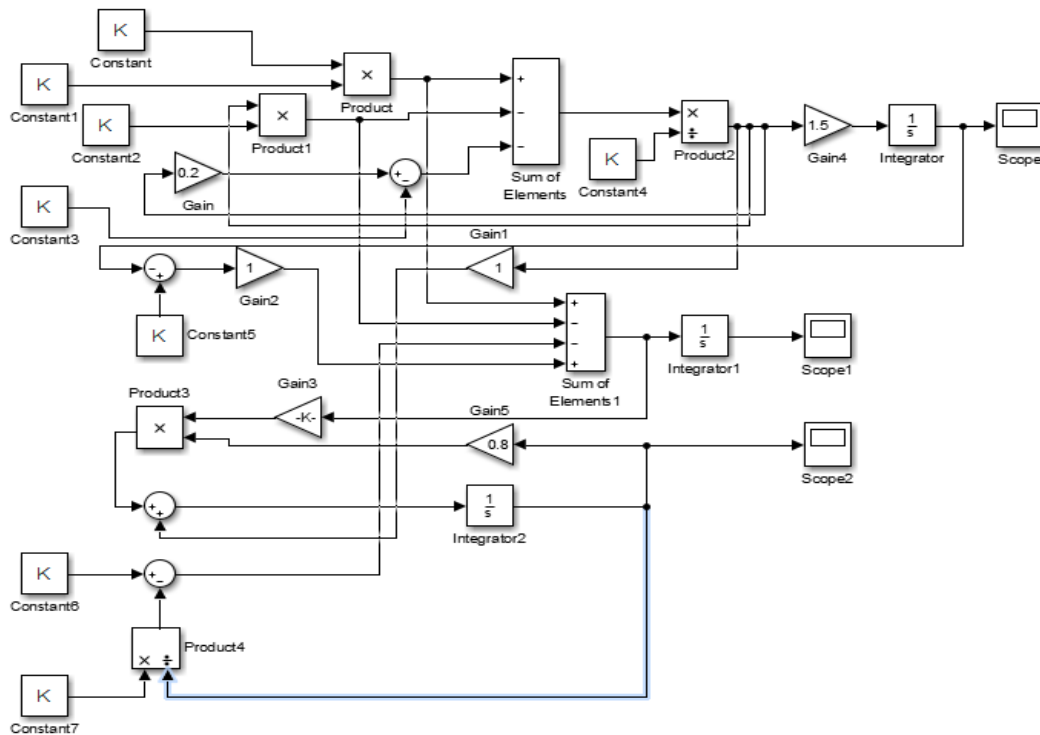 K
Constant
K
Constant1
×
Product
K
Constant2
×
Product1
+
−
−
Sum of
Elements
K
Constant4
×
÷
Product2
1.5
Gain4
1
s
Integrator
Scope
0.2
Gain
+
−
K
Constant3
Gain1
1
−
+
1
Gain2
K
Constant5
+
−
−
+
Sum of
Elements1
1
s
Integrator1
Scope1
Product3
×
Gain3
-K-
Gain5
0.8
Scope2
+
+
1
s
Integrator2
K
Constant6
+
−
×
÷
Product4
K
Constant7